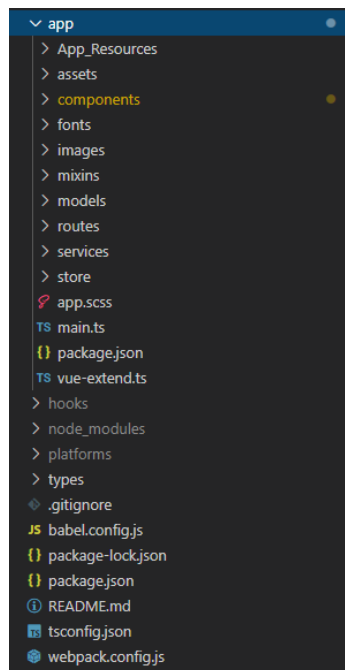 app
App_Resources
assets
components
fonts
images
mixins
models
routes
services
store
app.scss
TS main.ts
{} package.json
TS vue-extend.ts
hooks
node_modules
platforms
types
.gitignore
JS babel.config.js
{} package-lock.json
{} package.json
README.md
TS tsconfig.json
webpack.config.js